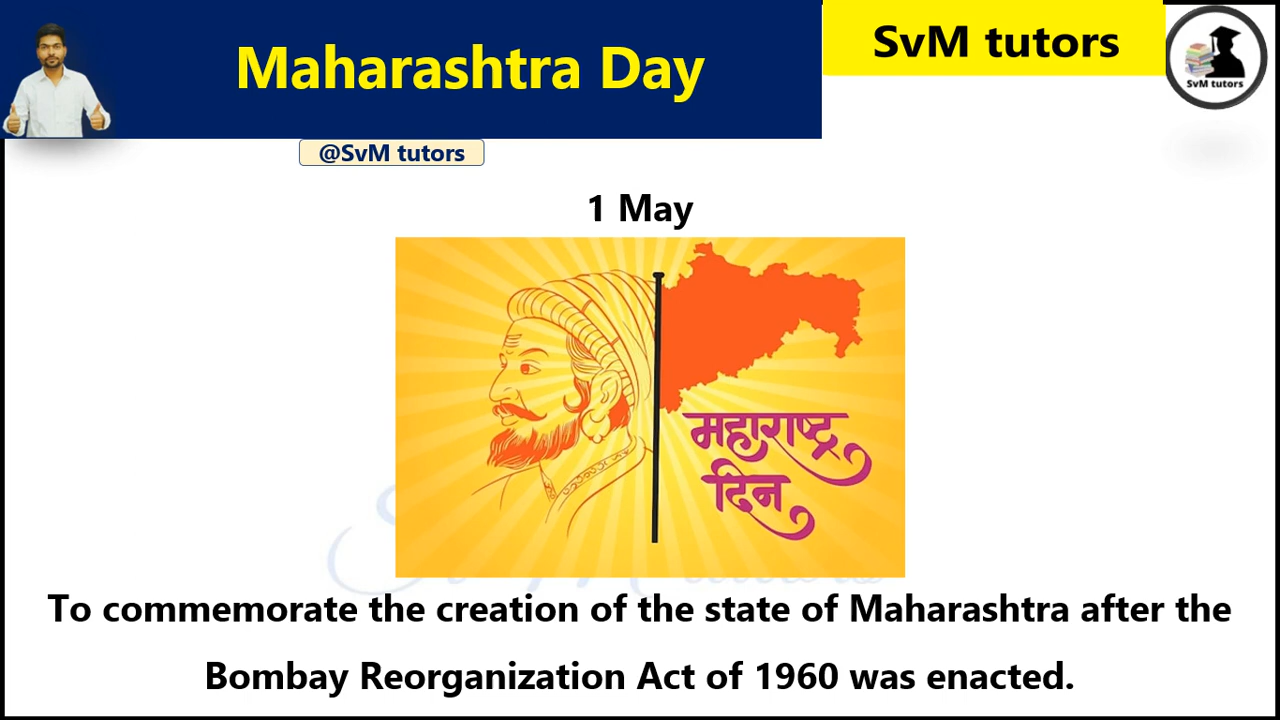 Maharashtra Day
SvM tutors
SvM tutors
@SvM tutors
1 May
महाराष्ट्र
दिन
To commemorate the creation of the state of Maharashtra after the
Bombay Reorganization Act of 1960 was enacted.